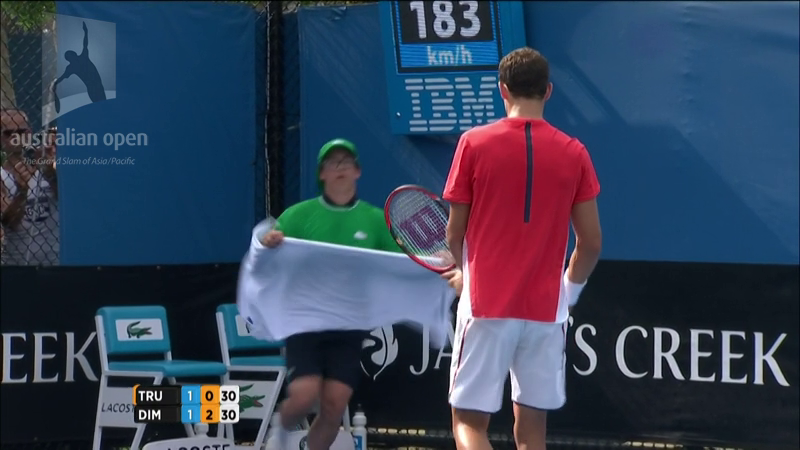 183
km/h
IBM
australian open
The Grand Slam of Asia/Pacific
EEK
JA
'S CREEK
TRU 1 0 30
DIM 1 2 30
LACOST
LACOSTE